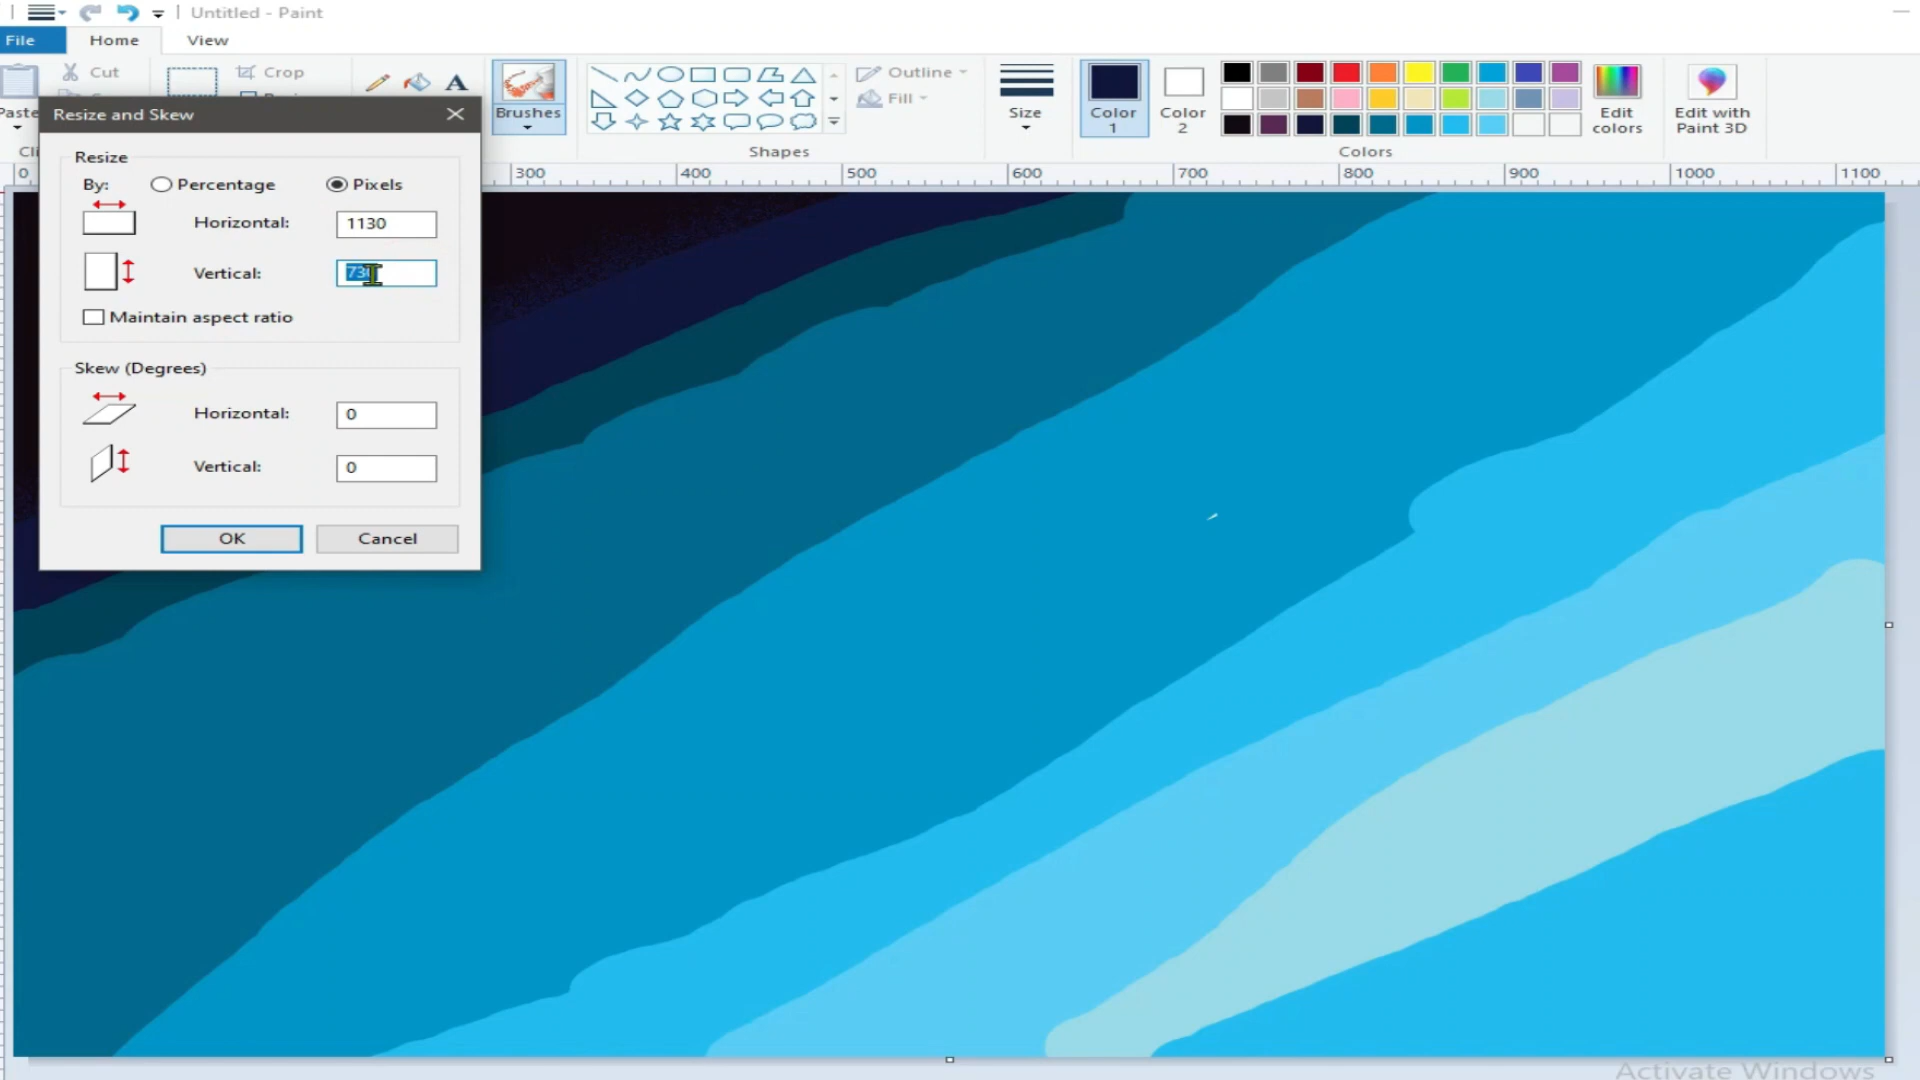 Untitled - Paint
File Home View
Cut
Crop
Paste
Brushes
Outline
Fill
Size
Color 1
Color 2
Edit colors
Edit with Paint 3D
Shapes
Colors
0 300 400 500 600 700 800 900 1000 1100
Resize and Skew
Resize
By: Percentage Pixels
Horizontal: 1130
Vertical:
Maintain aspect ratio
Skew (Degrees)
Horizontal: 0
Vertical: 0
OK Cancel
Activate Windows